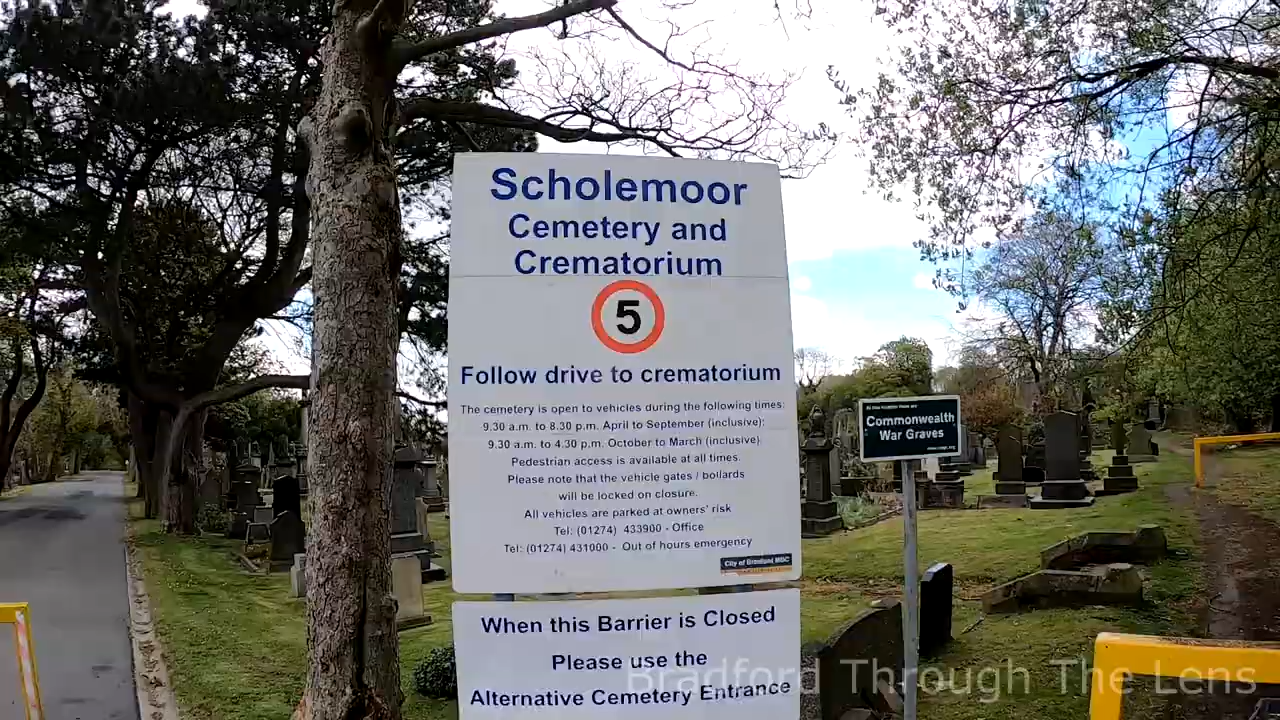 Scholemoor
Cemetery and
Crematorium
5
Follow drive to crematorium
The cemetery is open to vehicles during the following times:
9.30 a.m. to 8.30 p.m. April to September (inclusive):
9.30 a.m. to 4.30 p.m. October to March (inclusive)
Pedestrian access is available at all times.
Please note that the vehicle gates / bollards
will be locked on closure.
All vehicles are parked at owners' risk
Tel: (01274) 433900 - Office
Tel: (01274) 431000 - Out of hours emergency
City of Bradford MDC
When this Barrier is Closed
Please use the
Alternative Cemetery Entrance
Commonwealth
War Graves
www.cwgc.org
Bradford Through The Lens